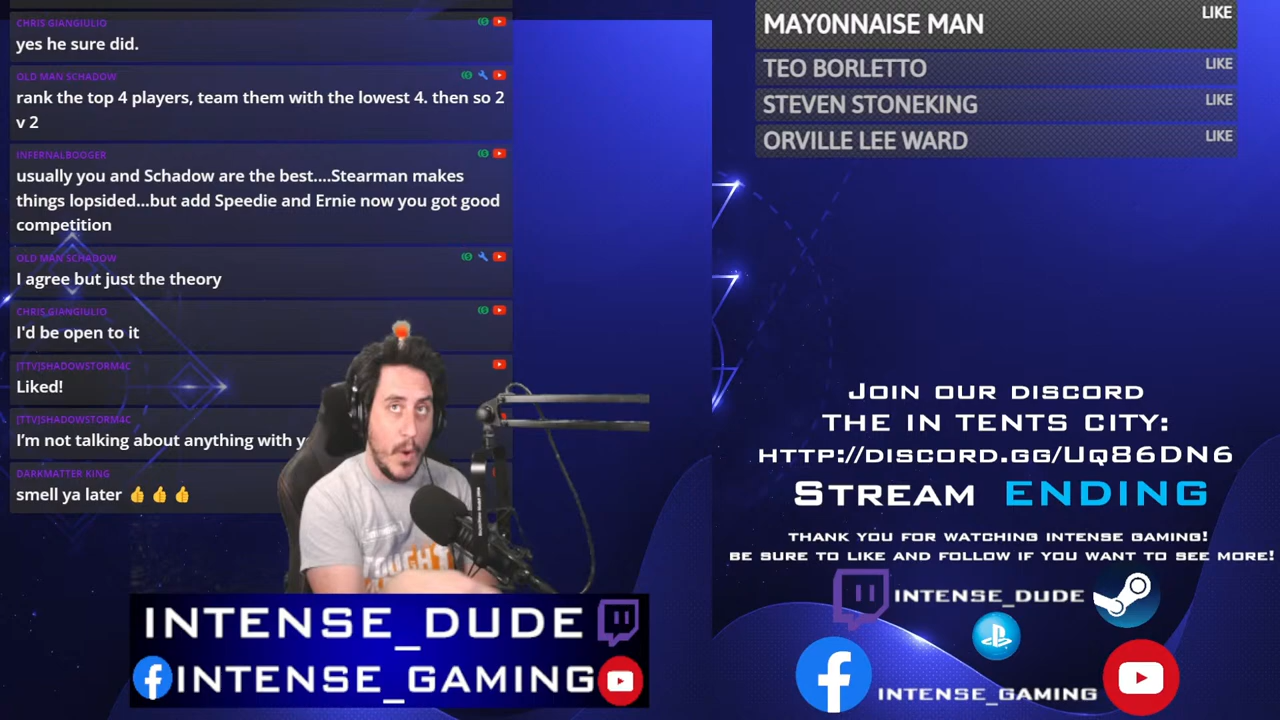 CHRIS GIANGIULIO
yes he sure did.
OLD MAN SCHADOW
rank the top 4 players, team them with the lowest 4. then so 2
v 2
INFERNALBOOGER
usually you and Schadow are the best....Stearman makes
things lopsided...but add Speedie and Ernie now you got good
competition
OLD MAN SCHADOW
I agree but just the theory
CHRIS GIANGIULIO
I'd be open to it
[TTV]SHADOWSTORM4C
Liked!
[TTV]SHADOWSTORM4C
I'm not talking about anything with
DARKMATTER KING
smell ya later 👍 👍 👍
INTENSE_DUDE
INTENSE_GAMING
MAY0NNAISE MAN LIKE
TEO BORLETTO LIKE
STEVEN STONEKING LIKE
ORVILLE LEE WARD LIKE
JOIN OUR DISCORD
THE IN TENTS CITY:
HTTP://DISCORD.GG/UQ86DN6
STREAM ENDING
THANK YOU FOR WATCHING INTENSE GAMING!
BE SURE TO LIKE AND FOLLOW IF YOU WANT TO SEE MORE!
INTENSE_DUDE
INTENSE_GAMING